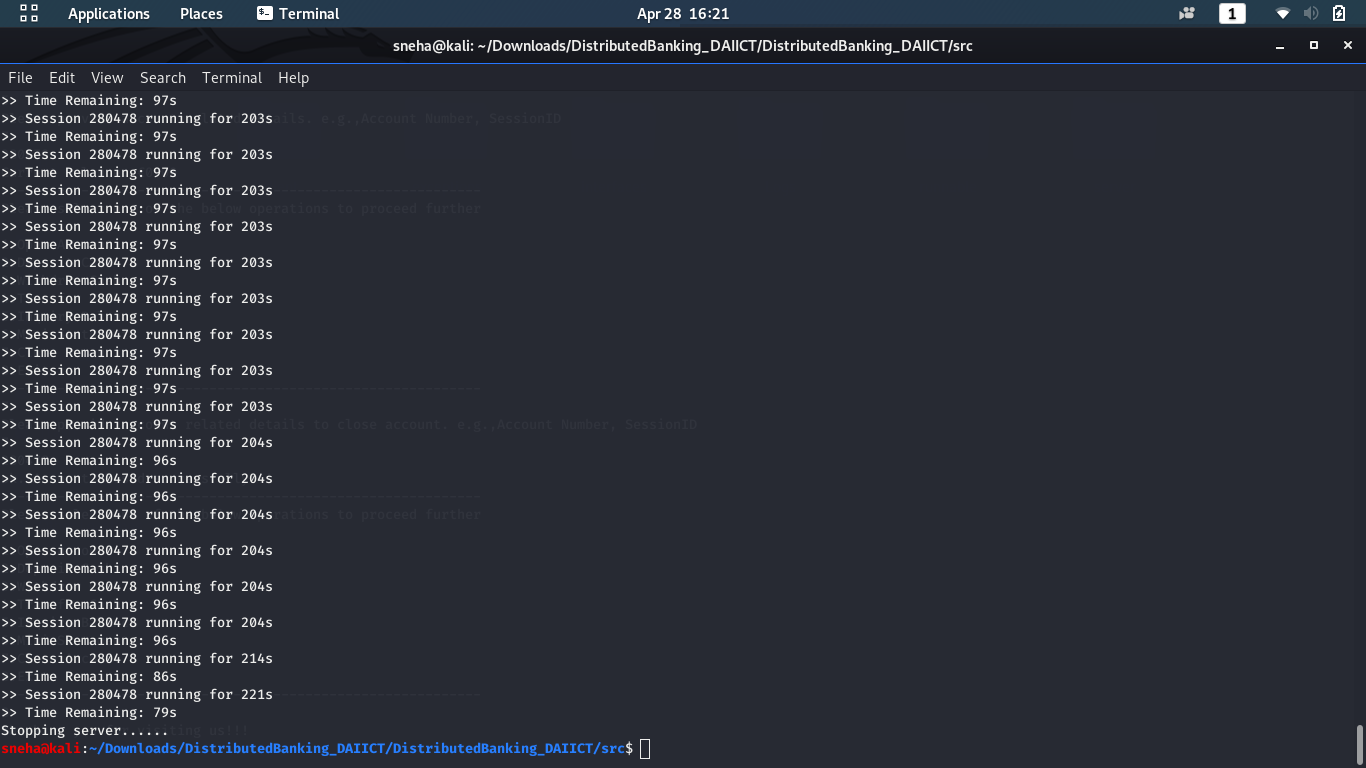 Applications Places Terminal Apr 28 16:21 1
sneha@kali: ~/Downloads/DistributedBanking_DAIICT/DistributedBanking_DAIICT/src
File Edit View Search Terminal Help
>> Time Remaining: 97s
>> Session 280478 running for 203s
>> Time Remaining: 97s
>> Session 280478 running for 203s
>> Time Remaining: 97s
>> Session 280478 running for 203s
>> Time Remaining: 97s
>> Session 280478 running for 203s
>> Time Remaining: 97s
>> Session 280478 running for 203s
>> Time Remaining: 97s
>> Session 280478 running for 203s
>> Time Remaining: 97s
>> Session 280478 running for 203s
>> Time Remaining: 97s
>> Session 280478 running for 203s
>> Time Remaining: 97s
>> Session 280478 running for 203s
>> Time Remaining: 97s
>> Session 280478 running for 204s
>> Time Remaining: 96s
>> Session 280478 running for 204s
>> Time Remaining: 96s
>> Session 280478 running for 204s
>> Time Remaining: 96s
>> Session 280478 running for 204s
>> Time Remaining: 96s
>> Session 280478 running for 204s
>> Time Remaining: 96s
>> Session 280478 running for 204s
>> Time Remaining: 96s
>> Session 280478 running for 214s
>> Time Remaining: 86s
>> Session 280478 running for 221s
>> Time Remaining: 79s
Stopping server......
sneha@kali:~/Downloads/DistributedBanking_DAIICT/DistributedBanking_DAIICT/src$